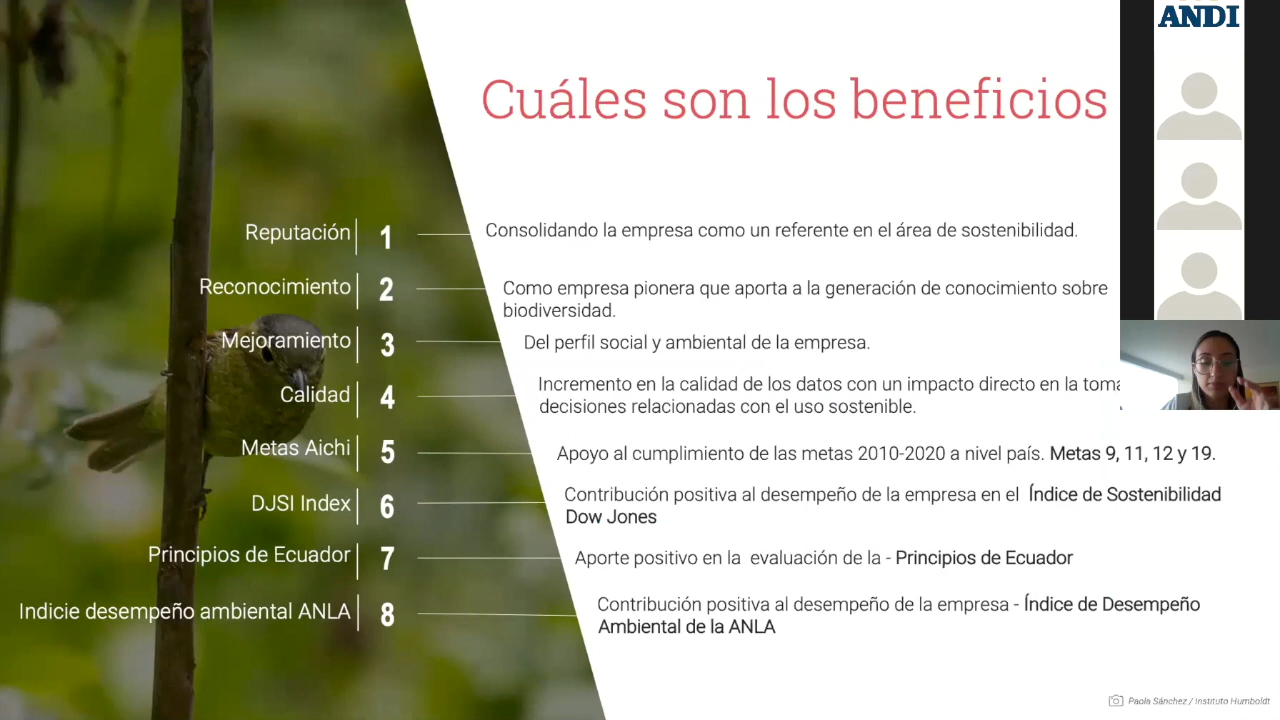 ANDI
Cuáles son los beneficios
Reputación 1 Consolidando la empresa como un referente en el área de sostenibilidad.
Reconocimiento 2 Como empresa pionera que aporta a la generación de conocimiento sobre
biodiversidad.
Mejoramiento 3 Del perfil social y ambiental de la empresa.
Calidad 4 Incremento en la calidad de los datos con un impacto directo en la toma
decisiones relacionadas con el uso sostenible.
Metas Aichi 5 Apoyo al cumplimiento de las metas 2010-2020 a nivel país. Metas 9, 11, 12 y 19.
DJSI Index 6 Contribución positiva al desempeño de la empresa en el Índice de Sostenibilidad
Dow Jones
Principios de Ecuador 7 Aporte positivo en la evaluación de la - Principios de Ecuador
Indicie desempeño ambiental ANLA 8 Contribución positiva al desempeño de la empresa - Índice de Desempeño
Ambiental de la ANLA
Paola Sánchez / Instituto Humboldt